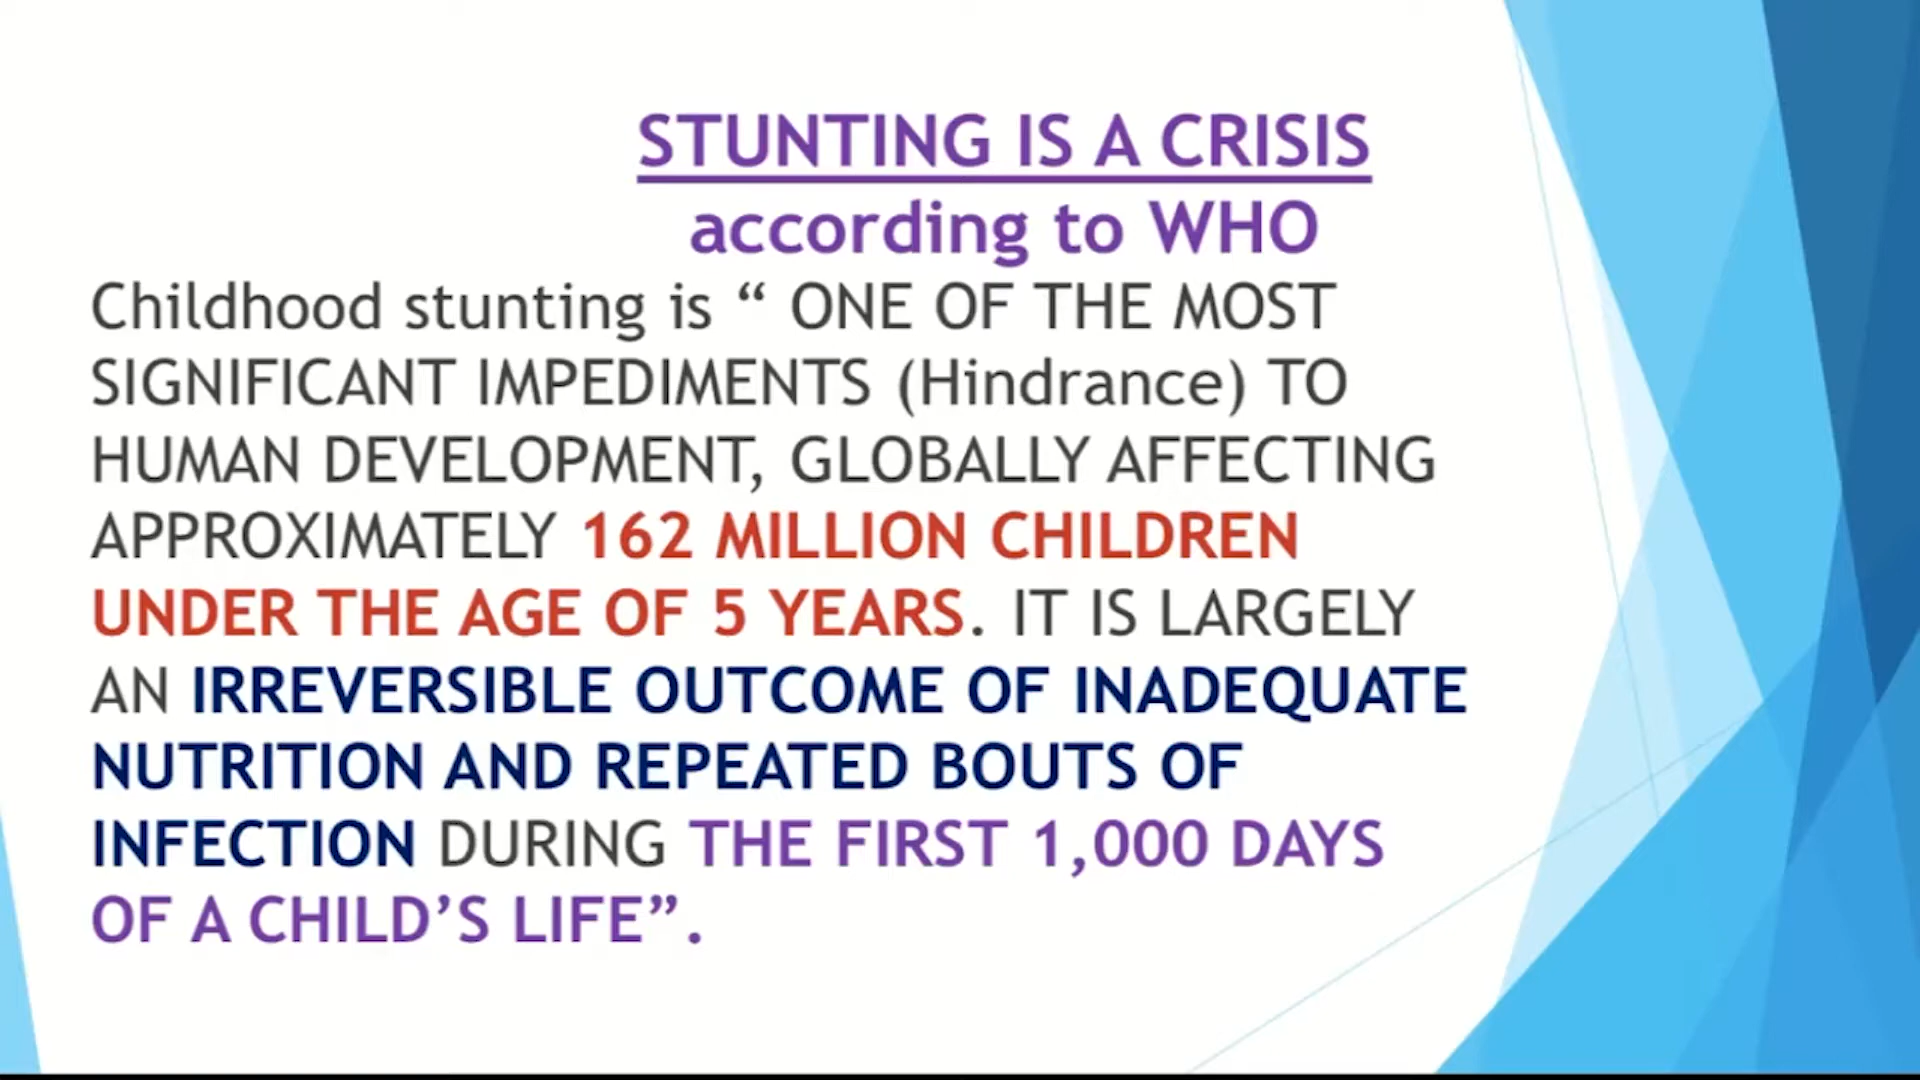 STUNTING IS A CRISIS
according to WHO
Childhood stunting is “ ONE OF THE MOST
SIGNIFICANT IMPEDIMENTS (Hindrance) TO
HUMAN DEVELOPMENT, GLOBALLY AFFECTING
APPROXIMATELY 162 MILLION CHILDREN
UNDER THE AGE OF 5 YEARS. IT IS LARGELY
AN IRREVERSIBLE OUTCOME OF INADEQUATE
NUTRITION AND REPEATED BOUTS OF
INFECTION DURING THE FIRST 1,000 DAYS
OF A CHILD’S LIFE”.